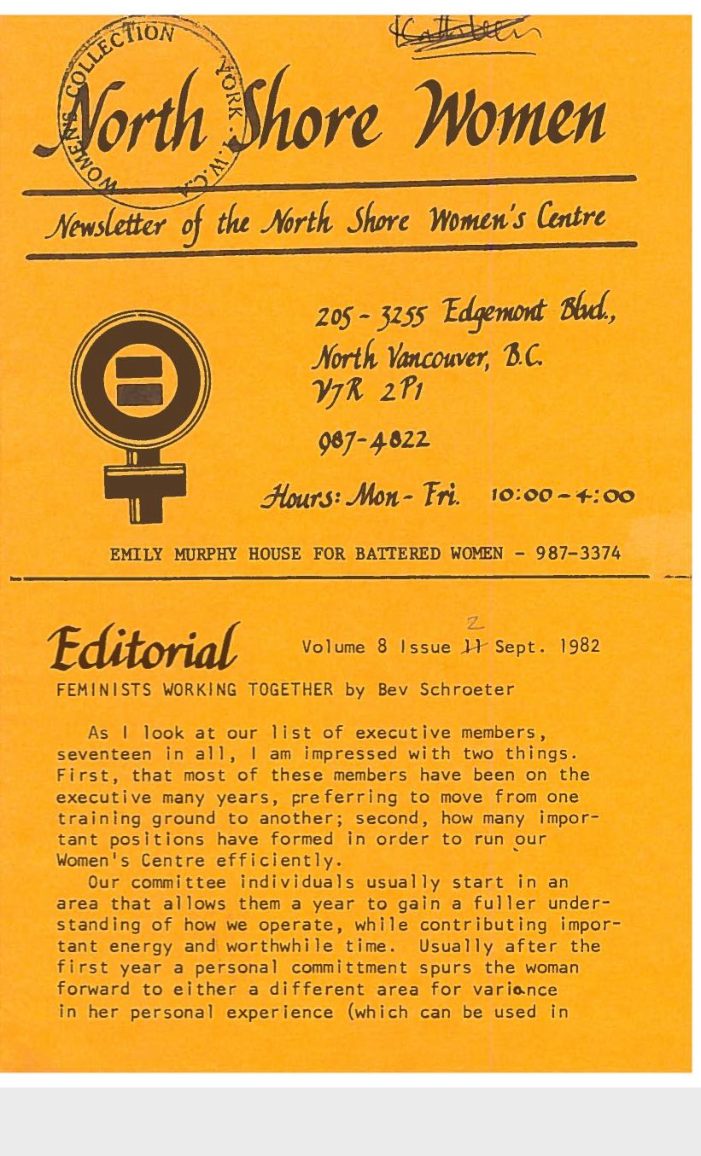 Kathleen
WOMEN'S COLLECTION YORK · Y.W.C.A
North Shore Women
Newsletter of the North Shore Women's Centre
205 - 3255 Edgemont Blvd.,
North Vancouver, B.C.
V7R 2P1
987-4822
Hours: Mon - Fri. 10:00 - 4:00
EMILY MURPHY HOUSE FOR BATTERED WOMEN - 987-3374
2
Editorial Volume 8 Issue 11 Sept. 1982
FEMINISTS WORKING TOGETHER by Bev Schroeter
As I look at our list of executive members,
seventeen in all, I am impressed with two things.
First, that most of these members have been on the
executive many years, preferring to move from one
training ground to another; second, how many impor-
tant positions have formed in order to run our
Women's Centre efficiently.
Our committee individuals usually start in an
area that allows them a year to gain a fuller under-
standing of how we operate, while contributing impor-
tant energy and worthwhile time. Usually after the
first year a personal committment spurs the woman
forward to either a different area for variance
in her personal experience (which can be used in